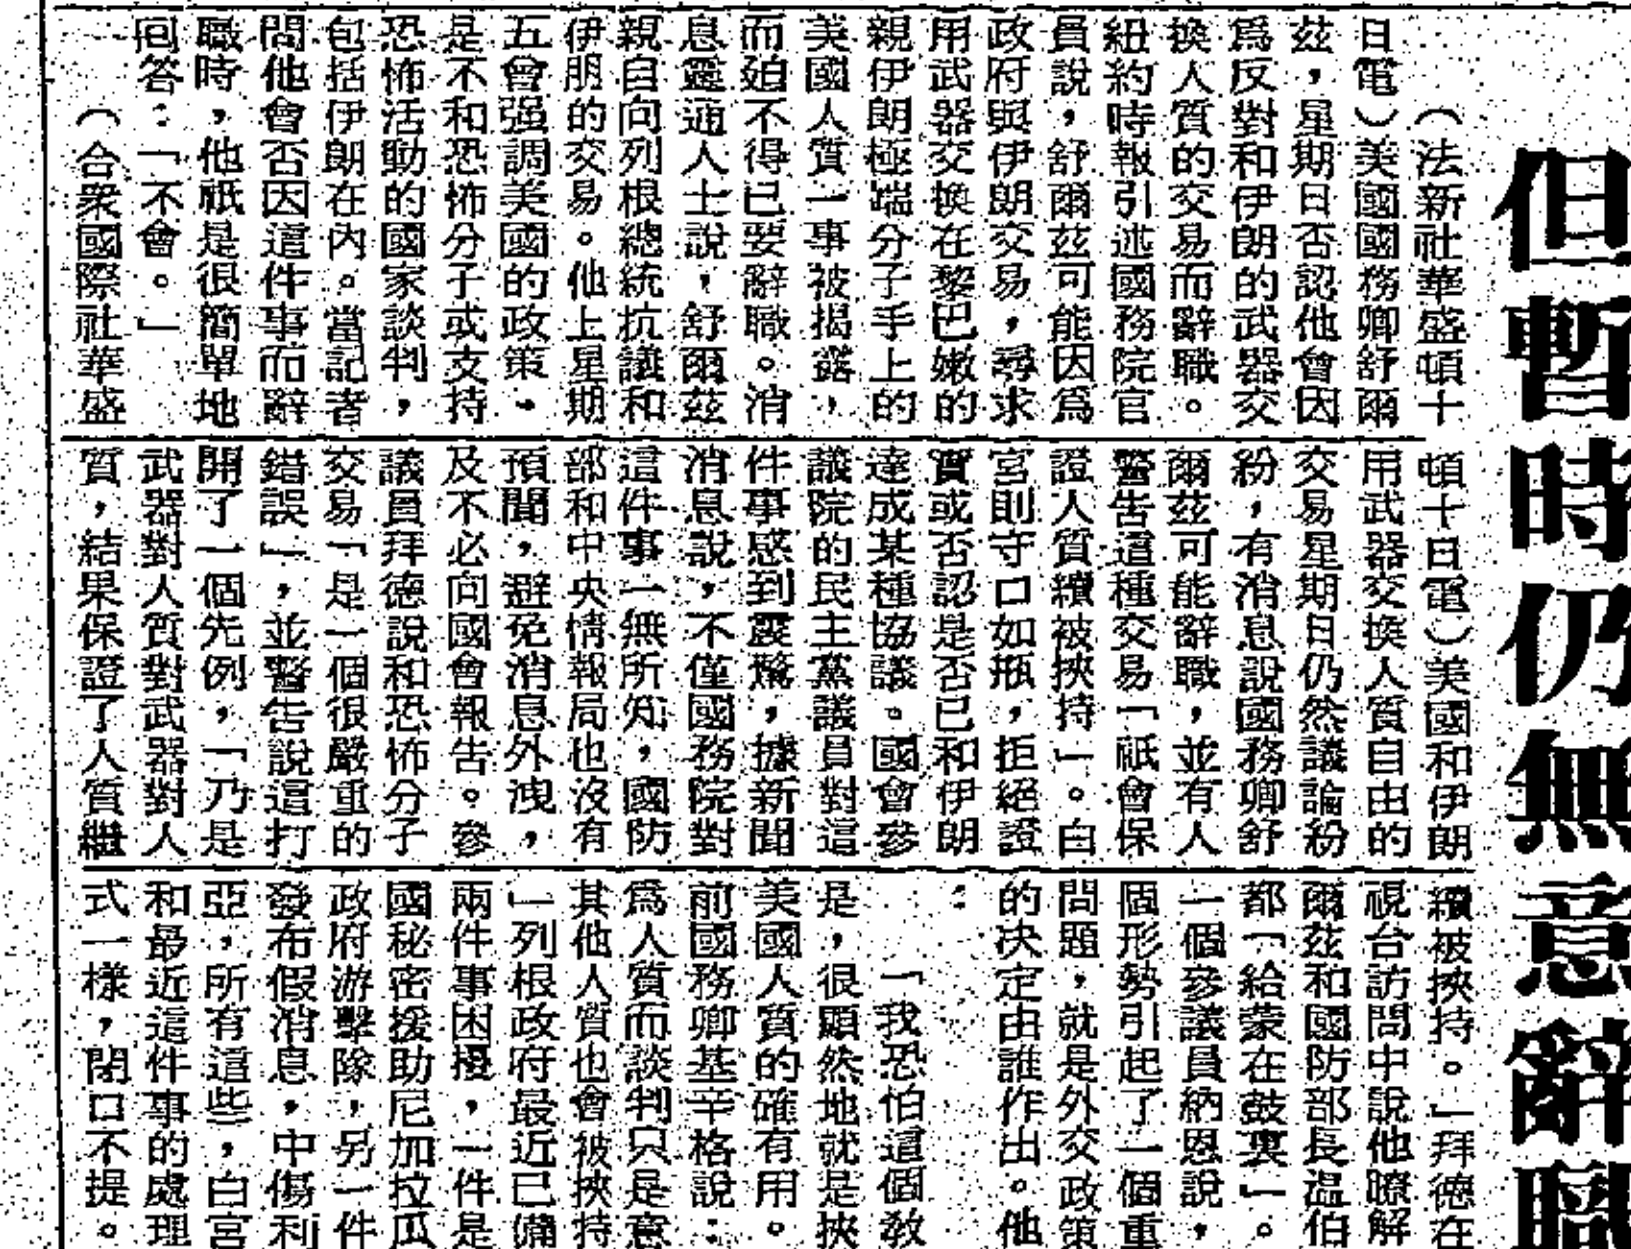 但暫時仍無意辭職
（法新社華盛頓十
日電）美國國務卿舒爾
茲，星期日否認他會因
爲反對和伊朗的武器交
換人質的交易而辭職。
紐約時報引述國務院官
員說，舒爾茲可能因爲
政府與伊朗交易，尋求
用武器交換在黎巴嫩的
親伊朗極端分子手上的
美國人質一事被揭露，
而廹不得已要辭職。消
息靈通人士說，舒爾茲
親自向列根總統抗議和
伊朋的交易。他上星期
五會强調美國的政策，
是不和恐怖分子或支持
恐怖活動的國家談判，
包括伊朗在內。當記者
問他會否因這件事而辭
職時，他祇是很簡單地
回答：「不會。」
（合衆國際社華盛
頓十日電）美國和伊朗
用武器交換人質自由的
交易星期日仍然議論紛
紛，有消息說國務卿舒
爾茲可能辭職，並有人
警告這種交易「祇會保
證人質續被挾持」。白
宮則守口如瓶，拒絕證
實或否認是否已和伊朗
達成某種協議。國會參
議院的民主黨議員對這
件事感到震驚，據新聞
消息說，不僅國務院對
這件事一無所知，國防
部和中央情報局也沒有
預聞，避免消息外洩，
及不必向國會報告。參
議員拜德說和恐怖分子
交易「是一個很嚴重的
錯誤」，並警告說這打
開了一個先例，「乃是
武器對人質對武器對人
質，結果保證了人質繼
續被挾持。」拜德在
視台訪問中說他瞭解
爾茲和國防部長温伯
都「給蒙在鼓裏」。
一個參議員納恩說，
個形勢引起了一個重
問題，就是外交政策
的决定由誰作出。他
：
「我恐怕這個教
是，很顯然地就是挾
美國人質的確有用。
前國務卿基辛格說：
爲人質而談判只是意
其他人質也會被挾持
」列根政府最近已備
兩件事困擾，一件是
國秘密援助尼加拉瓜
政府游擊隊，另一件
發布假消息，中傷利
亞，所有這些，白宮
和最近這件事的處理
式一樣，閉口不提。